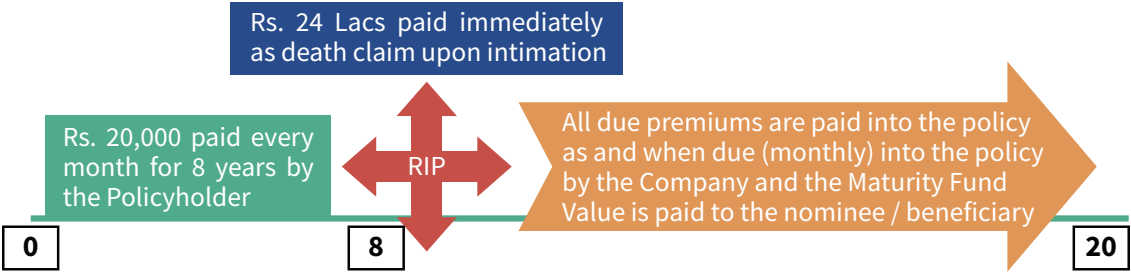 Rs. 24 Lacs paid immediately
as death claim upon intimation
Rs. 20,000 paid every
month for 8 years by
the Policyholder
RIP
All due premiums are paid into the policy
as and when due (monthly) into the policy
by the Company and the Maturity Fund
Value is paid to the nominee / beneficiary
0
8
20